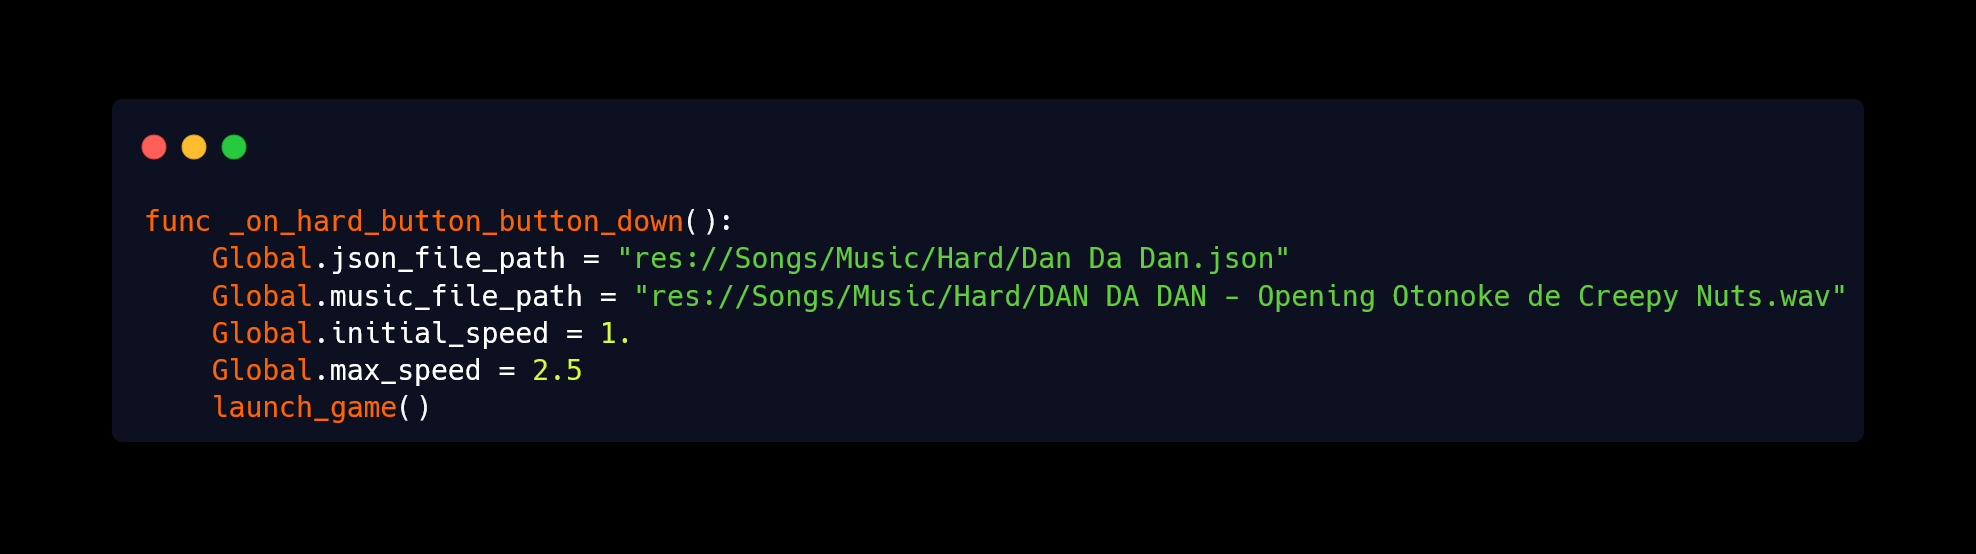 func _on_hard_button_button_down():
    Global.json_file_path = "res://Songs/Music/Hard/Dan Da Dan.json"
    Global.music_file_path = "res://Songs/Music/Hard/DAN DA DAN - Opening Otonoke de Creepy Nuts.wav"
    Global.initial_speed = 1.
    Global.max_speed = 2.5
    launch_game()